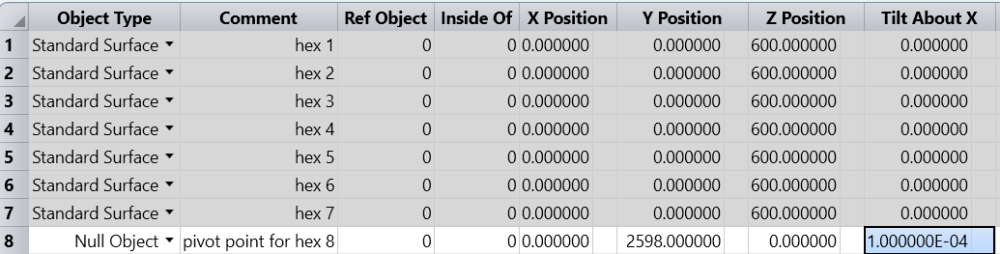 Object Type Comment Ref Object Inside Of X Position Y Position Z Position Tilt About X
1 Standard Surface hex 1 0 0 0.000000 0.000000 600.000000 0.000000
2 Standard Surface hex 2 0 0 0.000000 0.000000 600.000000 0.000000
3 Standard Surface hex 3 0 0 0.000000 0.000000 600.000000 0.000000
4 Standard Surface hex 4 0 0 0.000000 0.000000 600.000000 0.000000
5 Standard Surface hex 5 0 0 0.000000 0.000000 600.000000 0.000000
6 Standard Surface hex 6 0 0 0.000000 0.000000 600.000000 0.000000
7 Standard Surface hex 7 0 0 0.000000 0.000000 600.000000 0.000000
8 Null Object pivot point for hex 8 0 0 0.000000 2598.000000 0.000000 1.000000E-04